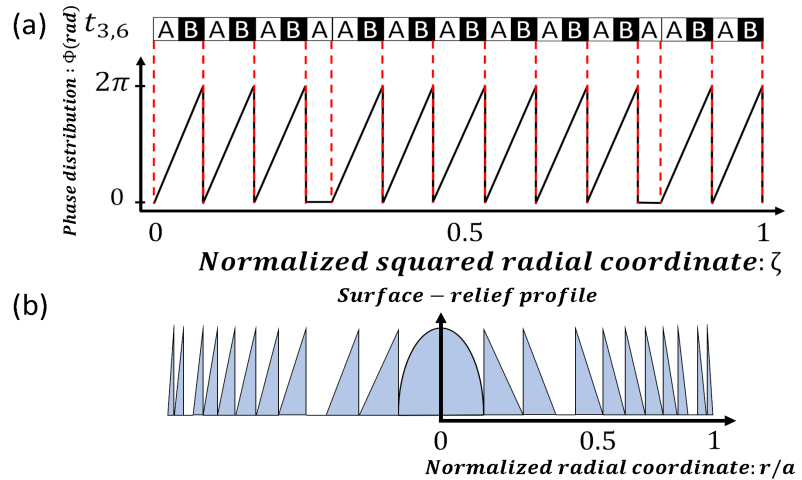 (a) t3,6 A B A B A B A A B A B A B A B A B A B A A B A B
Phase distribution : Φ(rad)
2π
0
0 0.5 1
Normalized squared radial coordinate: ζ
(b) Surface − relief profile
0 0.5 1
Normalized radial coordinate: r/a